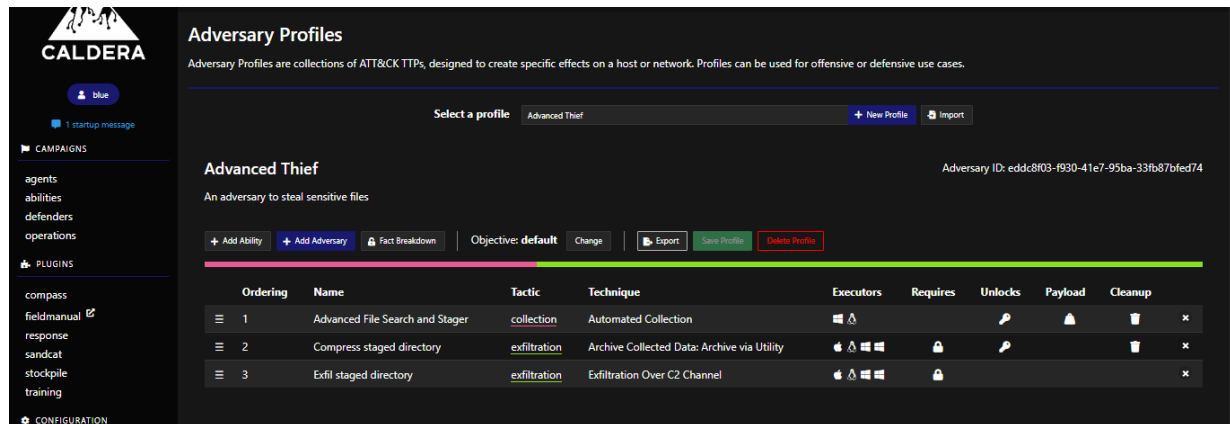 CALDERA
blue
1 startup message
CAMPAIGNS
agents
abilities
defenders
operations
PLUGINS
compass
fieldmanual
response
sandcat
stockpile
training
CONFIGURATION
Adversary Profiles
Adversary Profiles are collections of ATT&CK TTPs, designed to create specific effects on a host or network. Profiles can be used for offensive or defensive use cases.
Select a profile Advanced Thief + New Profile Import
Advanced Thief Adversary ID: eddc8f03-f930-41e7-95ba-33fb87bfed74
An adversary to steal sensitive files
+ Add Ability + Add Adversary Fact Breakdown Objective: default Change Export Save Profile Delete Profile
Ordering Name Tactic Technique Executors Requires Unlocks Payload Cleanup
1 Advanced File Search and Stager collection Automated Collection
2 Compress staged directory exfiltration Archive Collected Data: Archive via Utility
3 Exfil staged directory exfiltration Exfiltration Over C2 Channel